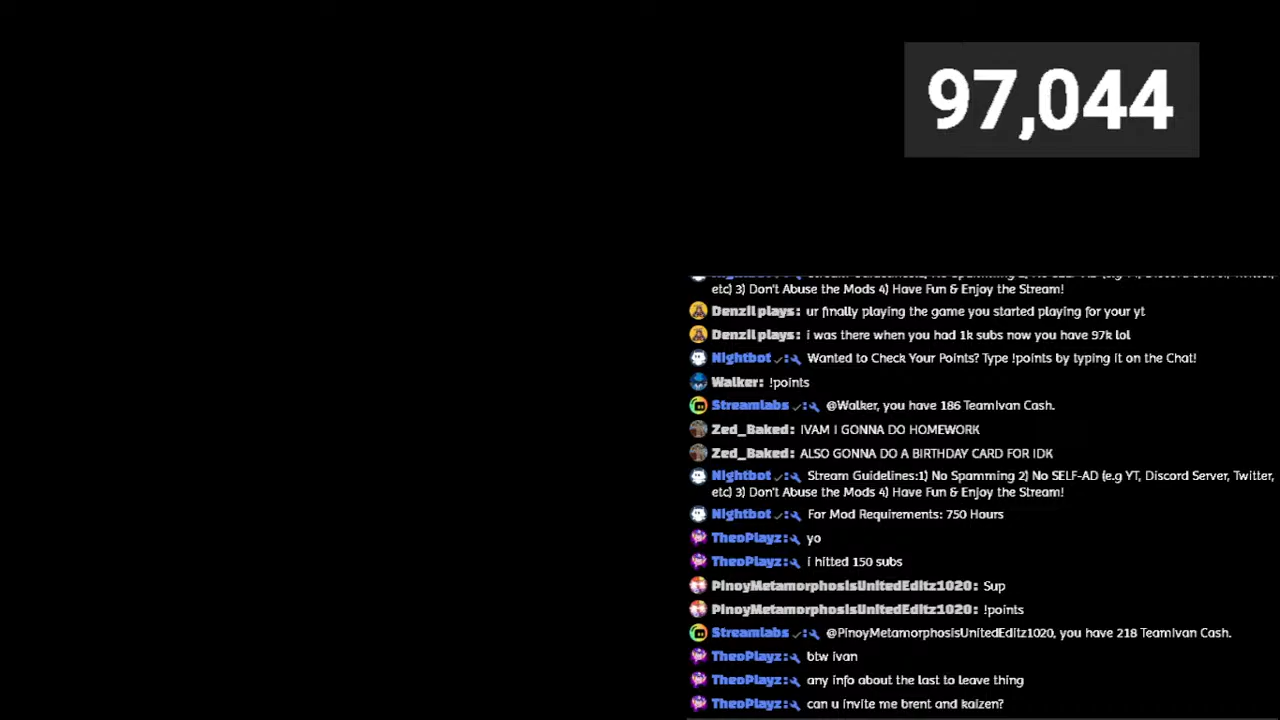 97,044
etc) 3) Don't Abuse the Mods 4) Have Fun & Enjoy the Stream!
Denzil plays: ur finally playing the game you started playing for your yt
Denzil plays: i was there when you had 1k subs now you have 97k lol
Nightbot : Wanted to Check Your Points? Type !points by typing it on the Chat!
Walker: !points
Streamlabs : @Walker, you have 186 TeamIvan Cash.
Zed_Baked: IVAM I GONNA DO HOMEWORK
Zed_Baked: ALSO GONNA DO A BIRTHDAY CARD FOR IDK
Nightbot : Stream Guidelines:1) No Spamming 2) No SELF-AD (e.g YT, Discord Server, Twitter,
etc) 3) Don't Abuse the Mods 4) Have Fun & Enjoy the Stream!
Nightbot : For Mod Requirements: 750 Hours
TheoPlayz: yo
TheoPlayz: i hitted 150 subs
PinoyMetamorphosisUnitedEditz1020: Sup
PinoyMetamorphosisUnitedEditz1020: !points
Streamlabs : @PinoyMetamorphosisUnitedEditz1020, you have 218 TeamIvan Cash.
TheoPlayz: btw ivan
TheoPlayz: any info about the last to leave thing
TheoPlayz: can u invite me brent and kaizen?